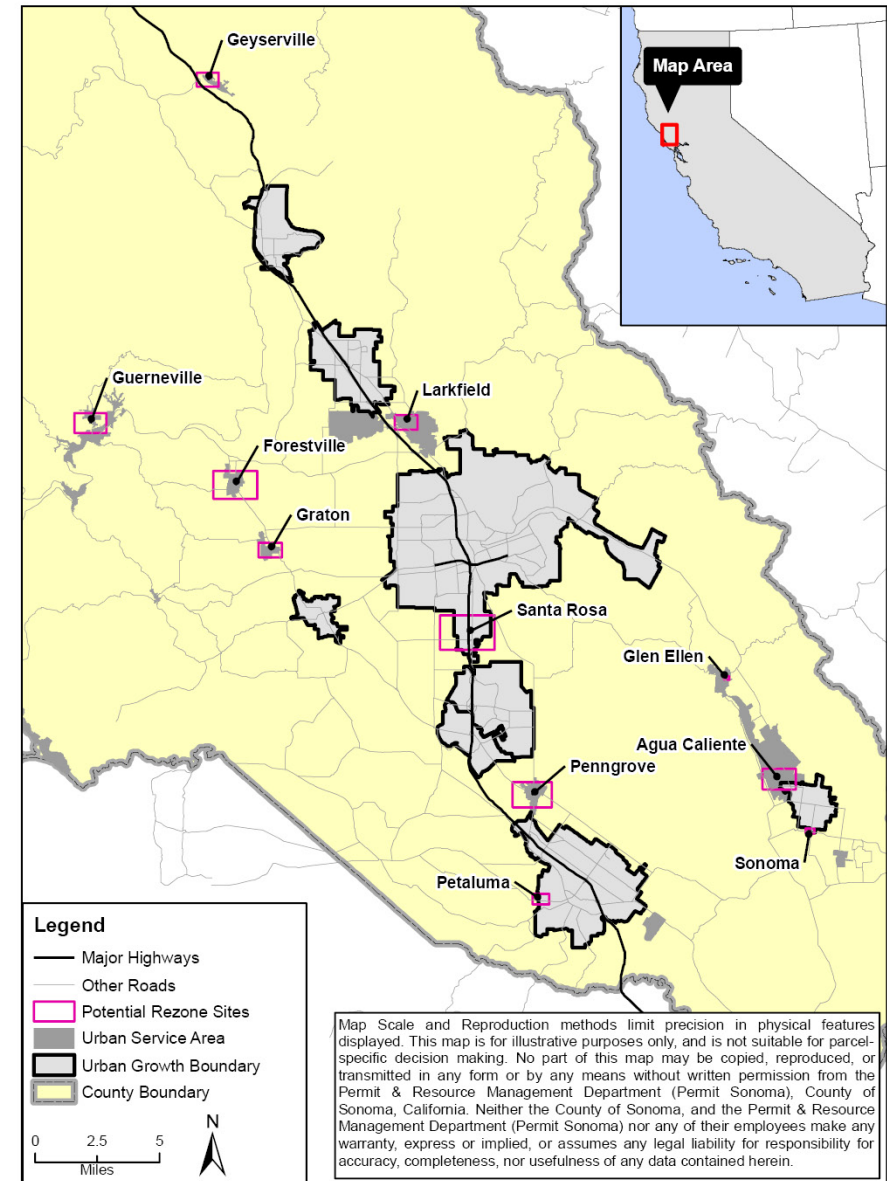 Geyserville
Map Area
Guerneville
Larkfield
Forestville
Graton
Santa Rosa
Glen Ellen
Agua Caliente
Penngrove
Sonoma
Petaluma
Legend
Major Highways
Other Roads
Potential Rezone Sites
Urban Service Area
Urban Growth Boundary
County Boundary
N
0 2.5 5
Miles
Map Scale and Reproduction methods limit precision in physical features
displayed. This map is for illustrative purposes only, and is not suitable for parcel-
specific decision making. No part of this map may be copied, reproduced, or
transmitted in any form or by any means without written permission from the
Permit & Resource Management Department (Permit Sonoma), County of
Sonoma, California. Neither the County of Sonoma, and the Permit & Resource
Management Department (Permit Sonoma) nor any of their employees make any
warranty, express or implied, or assumes any legal liability for responsibility for
accuracy, completeness, nor usefulness of any data contained herein.